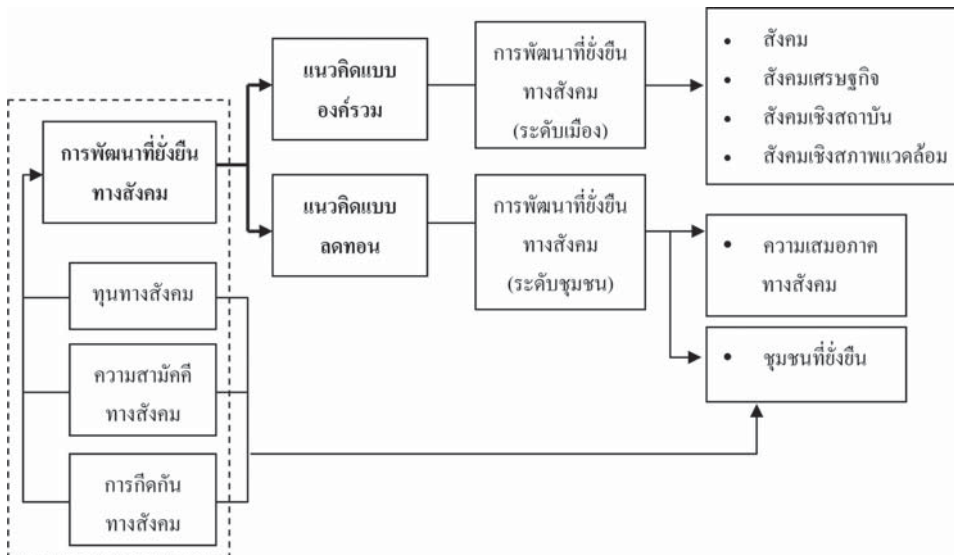 การพัฒนาที่ยั่งยืน
ทางสังคม
ทุนทางสังคม
ความสามัคคี
ทางสังคม
การกีดกัน
ทางสังคม
แนวคิดแบบ
องค์รวม
แนวคิดแบบ
ลดทอน
การพัฒนาที่ยั่งยืน
ทางสังคม
(ระดับเมือง)
การพัฒนาที่ยั่งยืน
ทางสังคม
(ระดับชุมชน)
• สังคม
• สังคมเศรษฐกิจ
• สังคมเชิงสถาบัน
• สังคมเชิงสภาพแวดล้อม
• ความเสมอภาค
ทางสังคม
• ชุมชนที่ยั่งยืน